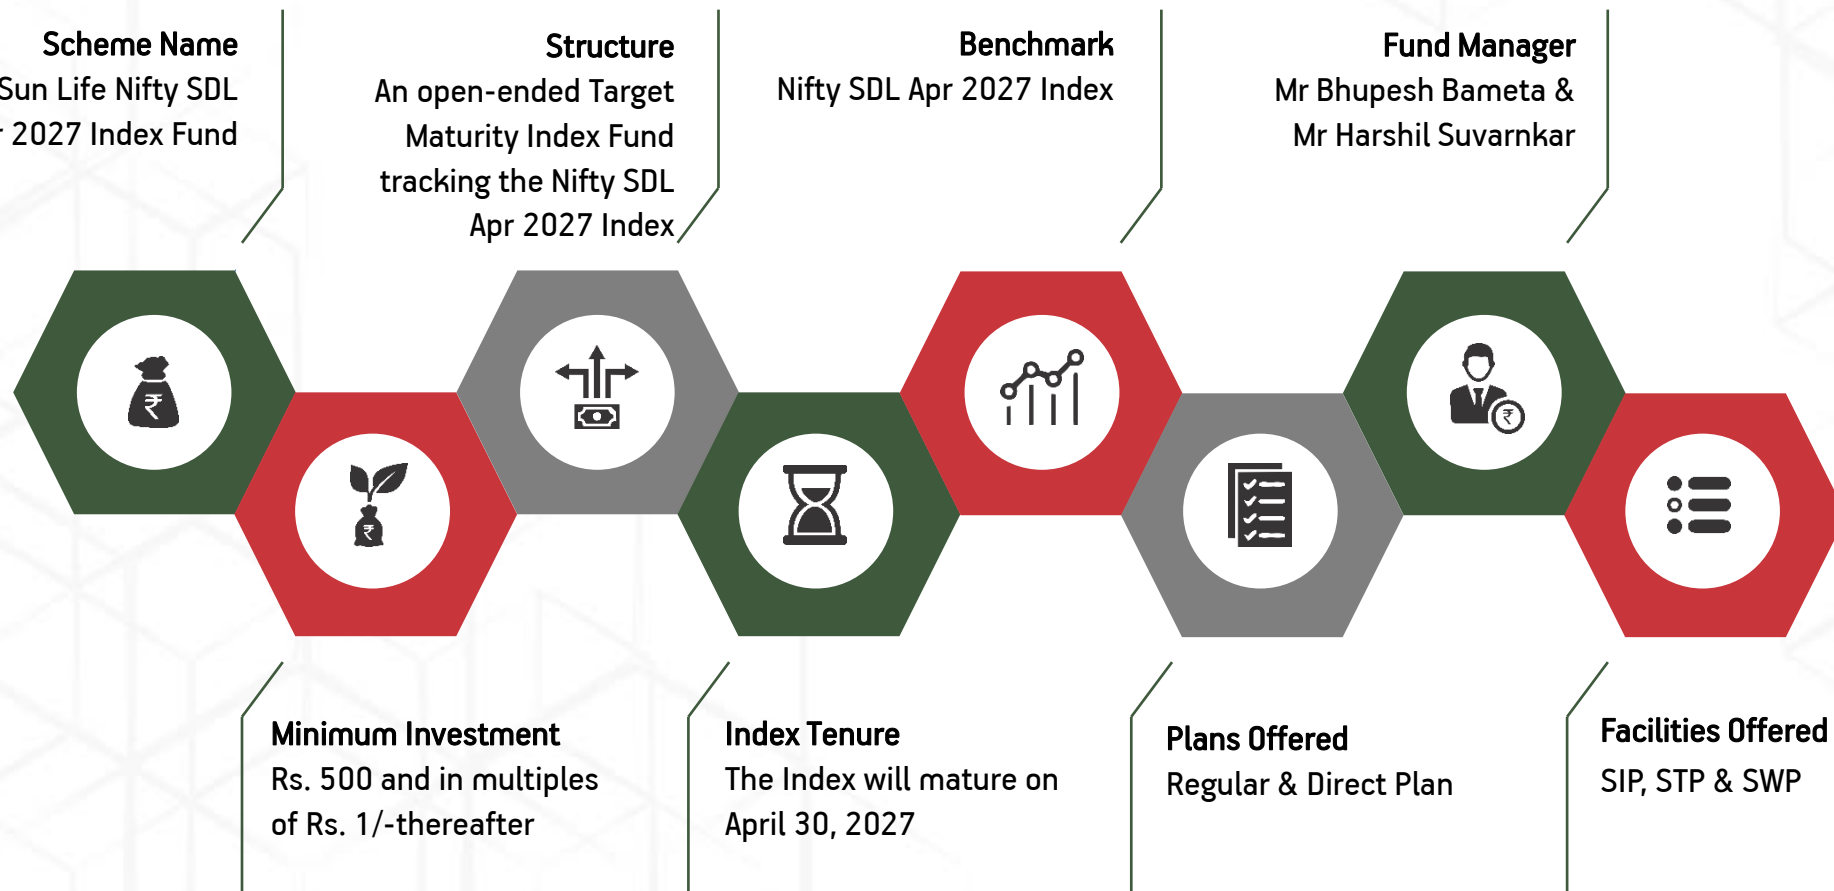 Scheme Name
Sun Life Nifty SDL
2027 Index Fund
Structure
An open-ended Target
Maturity Index Fund
tracking the Nifty SDL
Apr 2027 Index
Benchmark
Nifty SDL Apr 2027 Index
Fund Manager
Mr Bhupesh Bameta &
Mr Harshil Suvarnkar
Minimum Investment
Rs. 500 and in multiples
of Rs. 1/-thereafter
Index Tenure
The Index will mature on
April 30, 2027
Plans Offered
Regular & Direct Plan
Facilities Offered
SIP, STP & SWP